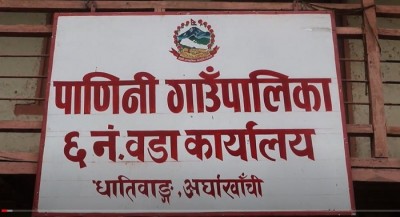 पाणिनी गाउँपालिका
६ नं. वडा कार्यालय
धातिवाङ्ग, अर्घाखाँची